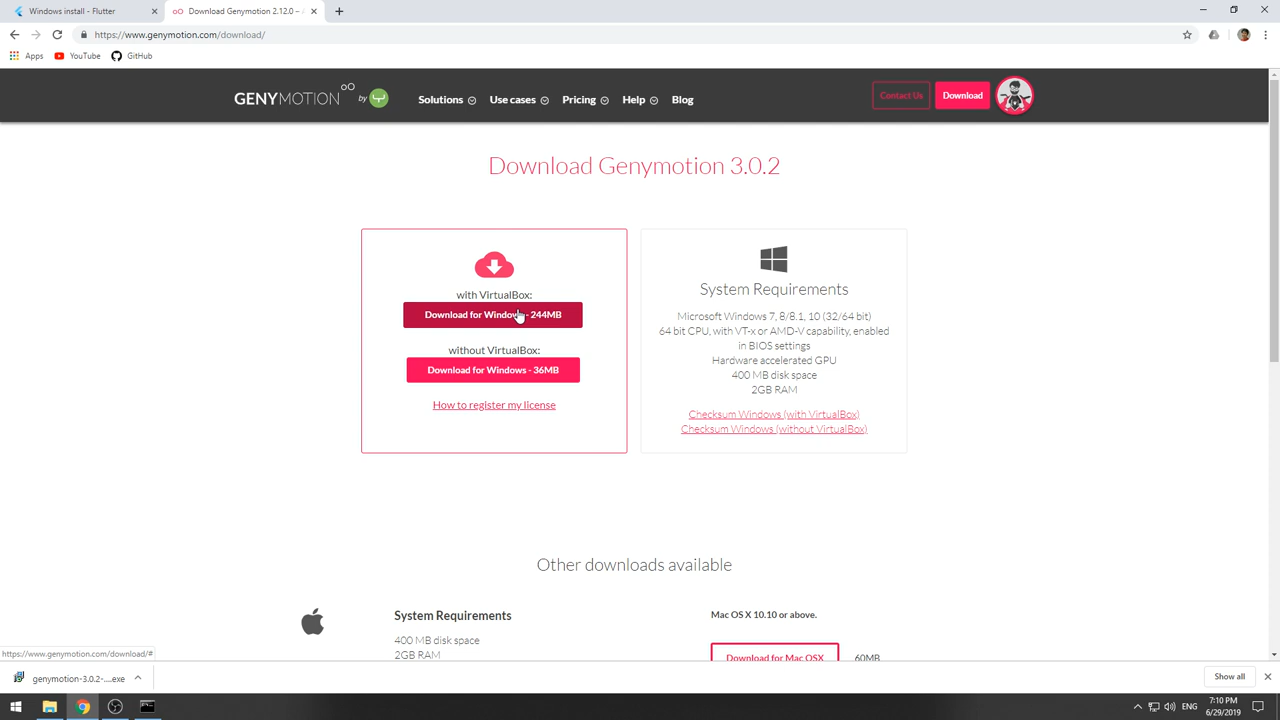 Windows install - Flutter
Download Genymotion 2.12.0 –
https://www.genymotion.com/download/
Apps
YouTube
GitHub
GENYMOTION by
Solutions
Use cases
Pricing
Help
Blog
Contact Us
Download
Download Genymotion 3.0.2
with VirtualBox:
Download for Windows - 244MB
without VirtualBox:
Download for Windows - 36MB
How to register my license
System Requirements
Microsoft Windows 7, 8/8.1, 10 (32/64 bit)
64 bit CPU, with VT-x or AMD-V capability, enabled
in BIOS settings
Hardware accelerated GPU
400 MB disk space
2GB RAM
Checksum Windows (with VirtualBox)
Checksum Windows (without VirtualBox)
Other downloads available
System Requirements
400 MB disk space
2GB RAM
Mac OS X 10.10 or above.
Download for Mac OSX
60MB
https://www.genymotion.com/download/#
genymotion-3.0.2-....exe
Show all
ENG
7:10 PM
6/29/2019